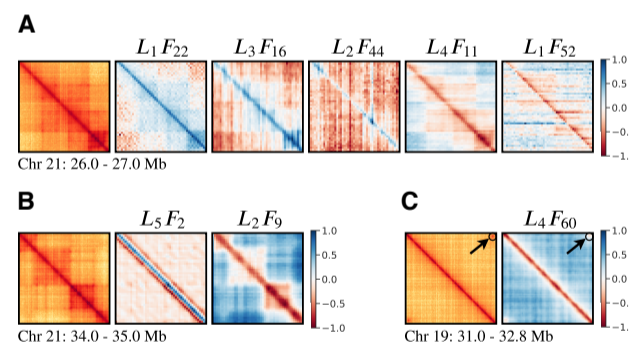 A
L₁ F₂₂ L₃ F₁₆ L₂ F₄₄ L₄ F₁₁ L₁ F₅₂
1.0
0.5
0.0
−0.5
−1.
Chr 21: 26.0 - 27.0 Mb
B
L₅ F₂ L₂ F₉
1.0
0.5
0.0
−0.5
−1.0
Chr 21: 34.0 - 35.0 Mb
C
L₄ F₆₀
1.0
0.5
0.0
−0.5
−1.
Chr 19: 31.0 - 32.8 Mb